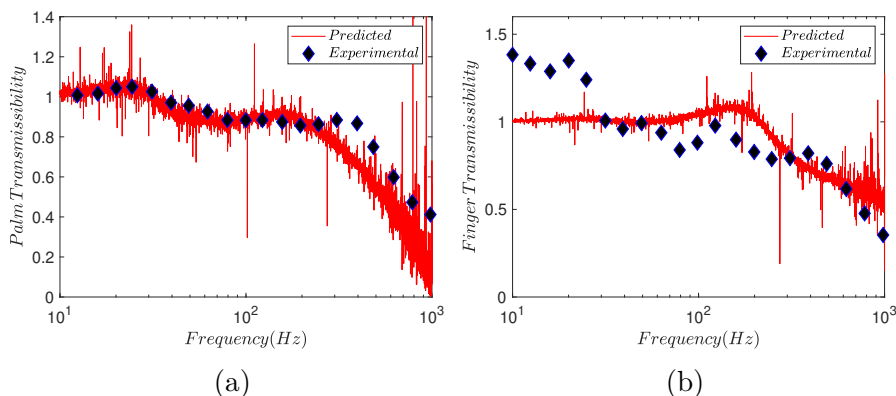 1.4
1.2
1
0.8
0.6
0.4
0.2
0
Palm Transmissibility
Predicted
Experimental
10^1
10^2
10^3
Frequency(Hz)
(a)
1.5
1
0.5
Finger Transmissibility
Predicted
Experimental
10^1
10^2
10^3
Frequency(Hz)
(b)